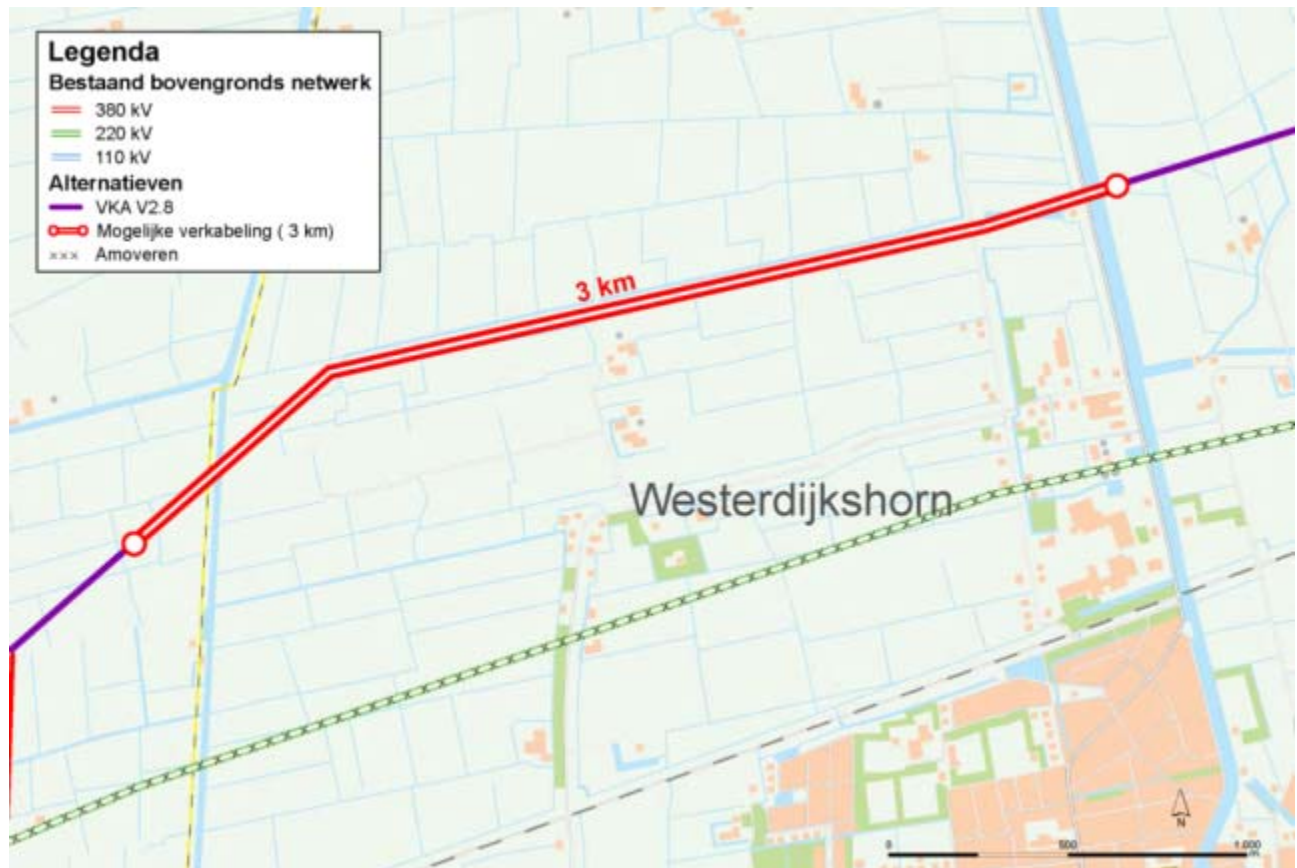 Legenda
Bestaand bovengronds netwerk
380 kV
220 kV
110 kV
Alternatieven
VKA V2.8
Mogelijke verkabeling ( 3 km)
xxx Amoveren
3 km
Westerdijkshorn
N
0 500 1.000